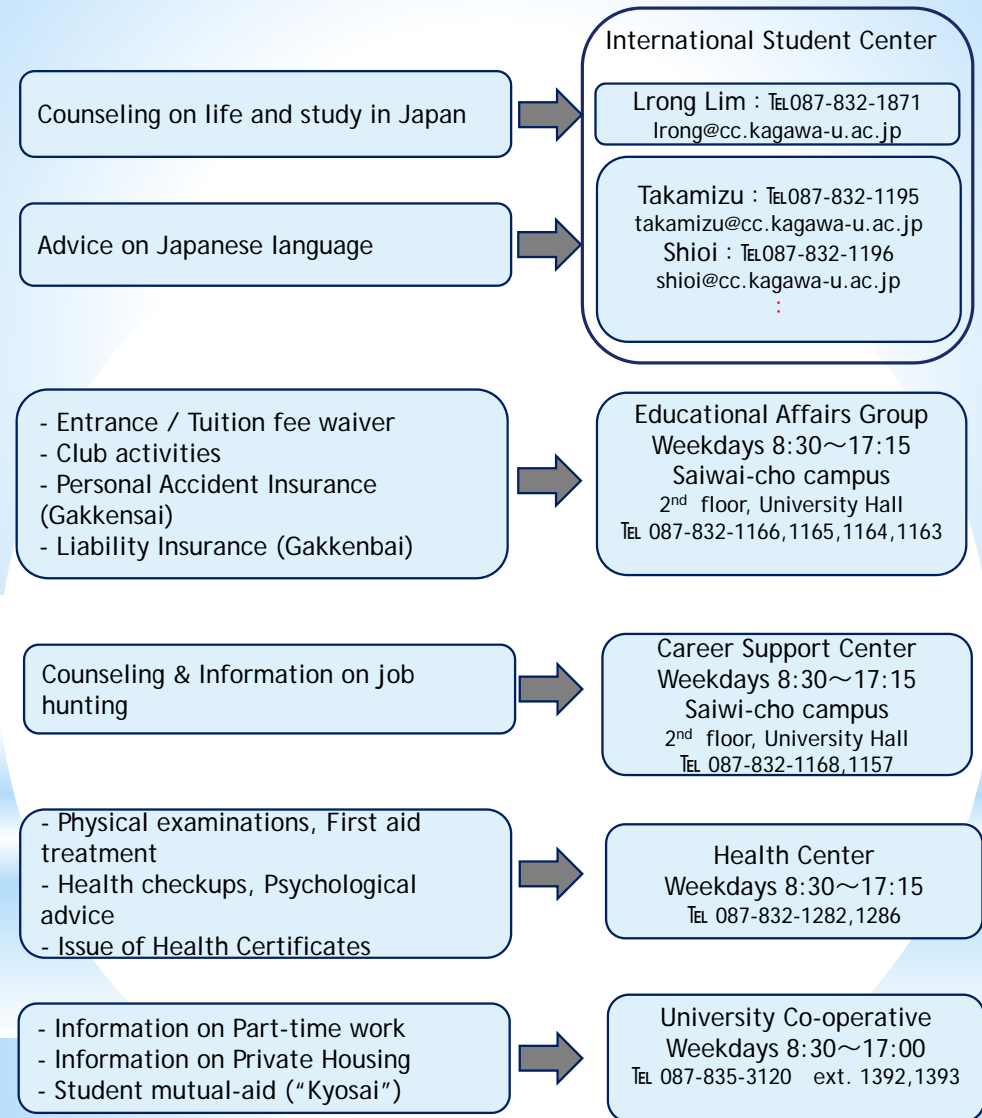 International Student Center
Counseling on life and study in Japan
Lrong Lim : ℡087-832-1871
lrong@cc.kagawa-u.ac.jp
Advice on Japanese language
Takamizu : ℡087-832-1195
takamizu@cc.kagawa-u.ac.jp
Shioi : ℡087-832-1196
shioi@cc.kagawa-u.ac.jp
:
- Entrance / Tuition fee waiver
- Club activities
- Personal Accident Insurance
(Gakkensai)
- Liability Insurance (Gakkenbai)
Educational Affairs Group
Weekdays 8:30～17:15
Saiwai-cho campus
2nd floor, University Hall
℡ 087-832-1166,1165,1164,1163
Counseling & Information on job
hunting
Career Support Center
Weekdays 8:30～17:15
Saiwi-cho campus
2nd floor, University Hall
℡ 087-832-1168,1157
- Physical examinations, First aid
treatment
- Health checkups, Psychological
advice
- Issue of Health Certificates
Health Center
Weekdays 8:30～17:15
℡ 087-832-1282,1286
- Information on Part-time work
- Information on Private Housing
- Student mutual-aid (“Kyosai”)
University Co-operative
Weekdays 8:30～17:00
℡ 087-835-3120 ext. 1392,1393